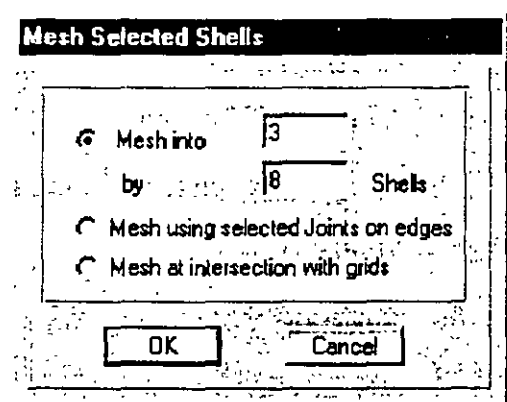 Mesh Selected Shells
Mesh into 3
by 8 Shells
Mesh using selected Joints on edges
Mesh at intersection with grids
OK Cancel